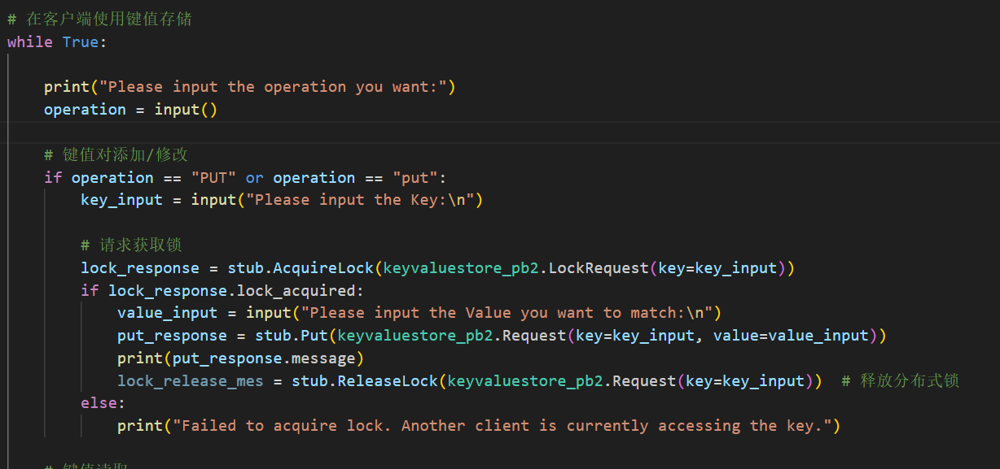 # 在客户端使用键值存储
while True:
print("Please input the operation you want:")
operation = input()
# 键值对添加/修改
if operation == "PUT" or operation == "put":
key_input = input("Please input the Key:\n")
# 请求获取锁
lock_response = stub.AcquireLock(keyvaluestore_pb2.LockRequest(key=key_input))
if lock_response.lock_acquired:
value_input = input("Please input the Value you want to match:\n")
put_response = stub.Put(keyvaluestore_pb2.Request(key=key_input, value=value_input))
print(put_response.message)
lock_release_mes = stub.ReleaseLock(keyvaluestore_pb2.Request(key=key_input))  # 释放分布式锁
else:
print("Failed to acquire lock. Another client is currently accessing the key.")
# 键值读取